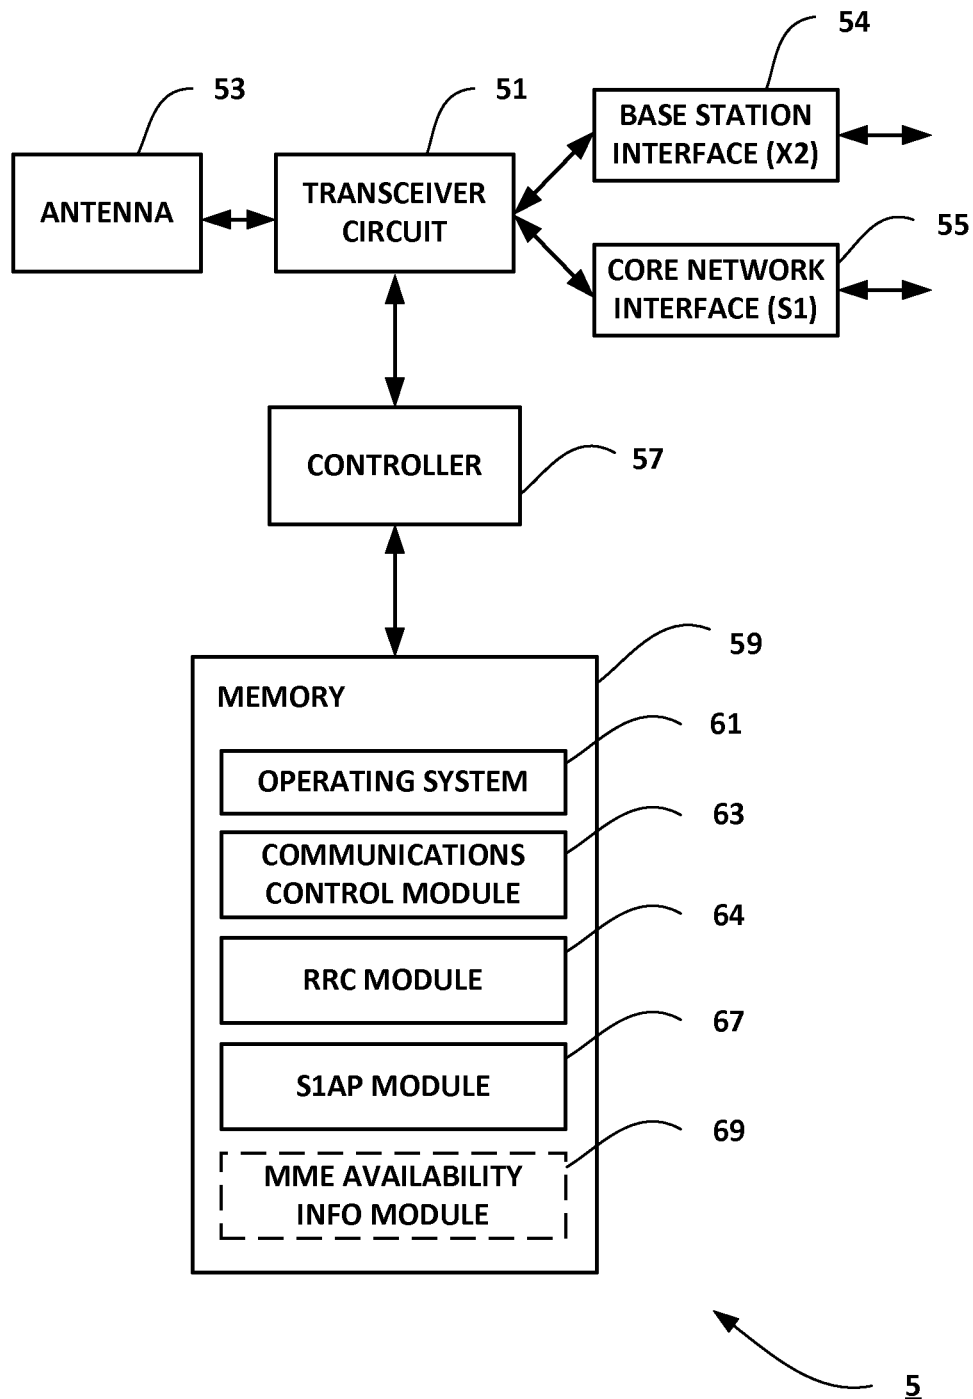 54
53
51
BASE STATION
INTERFACE (X2)
ANTENNA
TRANSCEIVER
CIRCUIT
55
CORE NETWORK
INTERFACE (S1)
CONTROLLER
57
59
MEMORY
61
OPERATING SYSTEM
63
COMMUNICATIONS
CONTROL MODULE
64
RRC MODULE
67
S1AP MODULE
69
MME AVAILABILITY
INFO MODULE
5